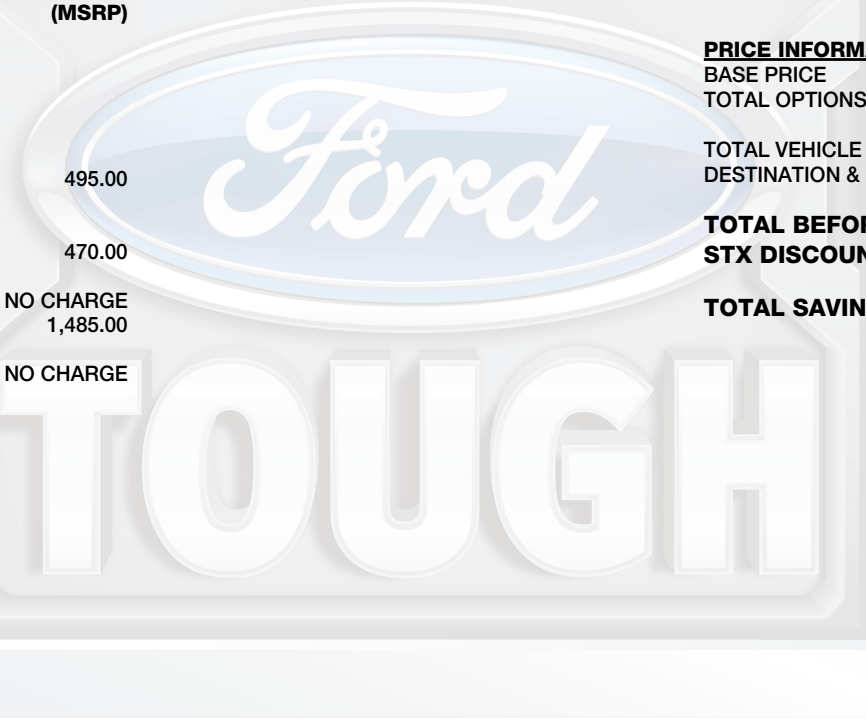 (MSRP)
495.00
470.00
NO CHARGE
1,485.00
NO CHARGE
PRICE INFORMA
BASE PRICE
TOTAL OPTIONS
TOTAL VEHICLE
DESTINATION &
TOTAL BEFOR
STX DISCOUN
TOTAL SAVIN
Ford
TOUGH